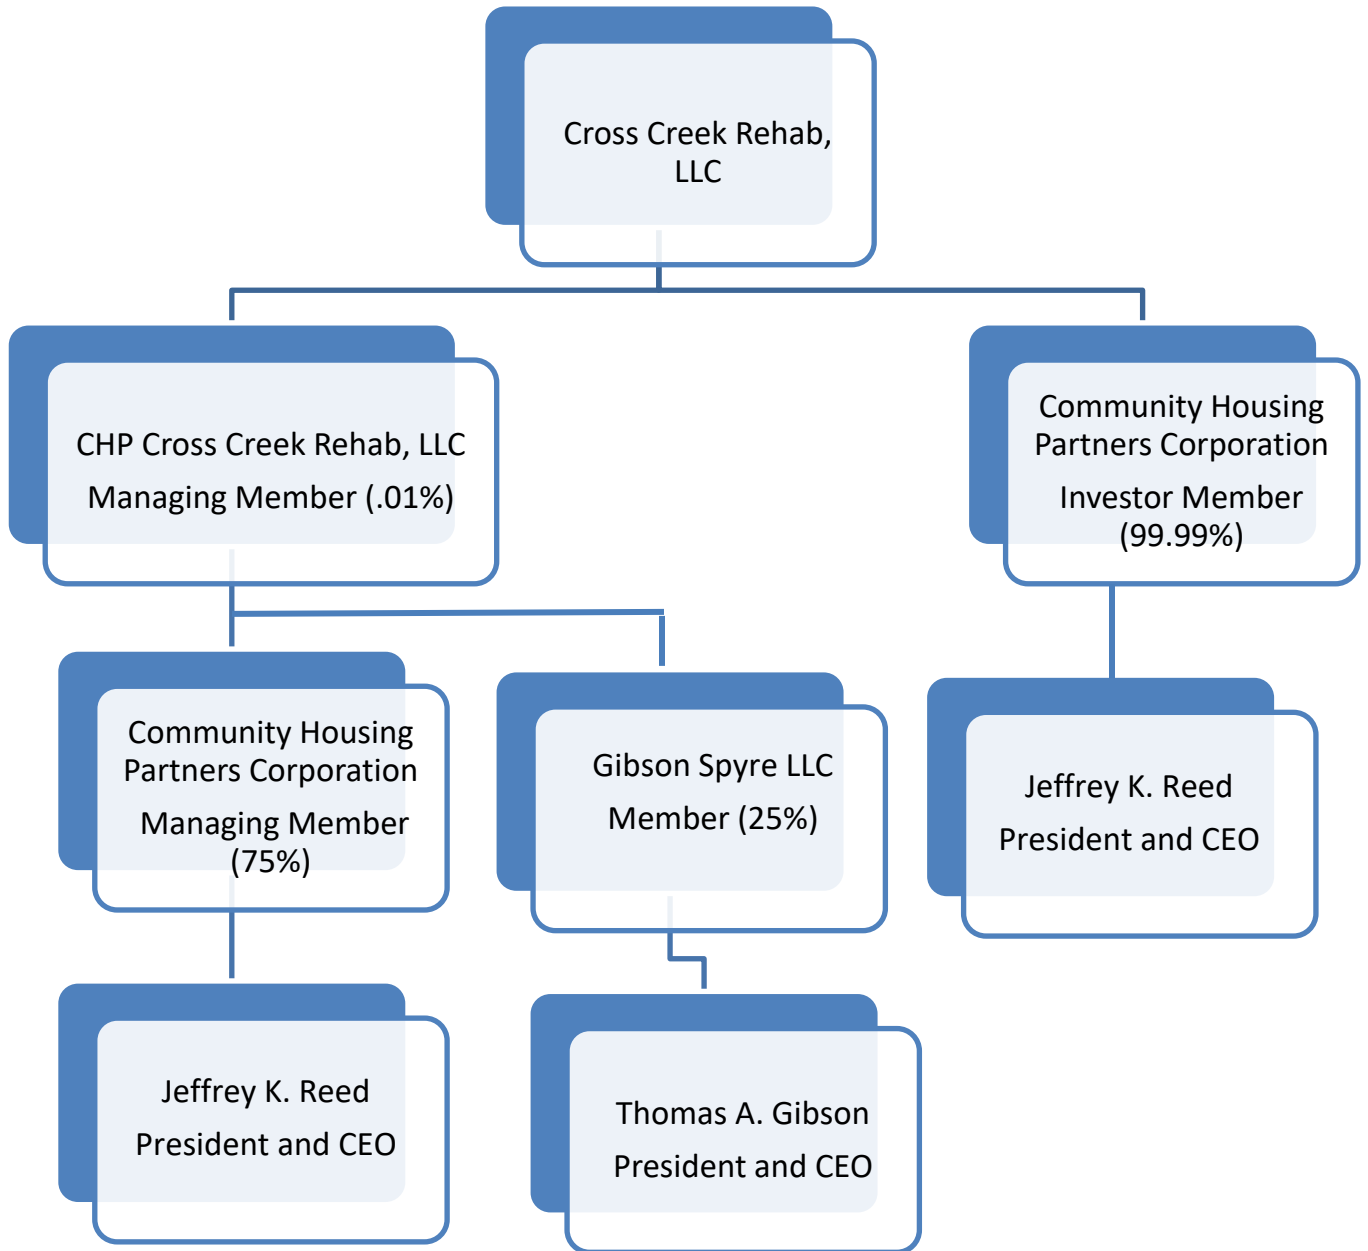 Cross Creek Rehab,
LLC
CHP Cross Creek Rehab, LLC
Managing Member (.01%)
Community Housing
Partners Corporation
Investor Member
(99.99%)
Community Housing
Partners Corporation
Managing Member
(75%)
Gibson Spyre LLC
Member (25%)
Jeffrey K. Reed
President and CEO
Jeffrey K. Reed
President and CEO
Thomas A. Gibson
President and CEO